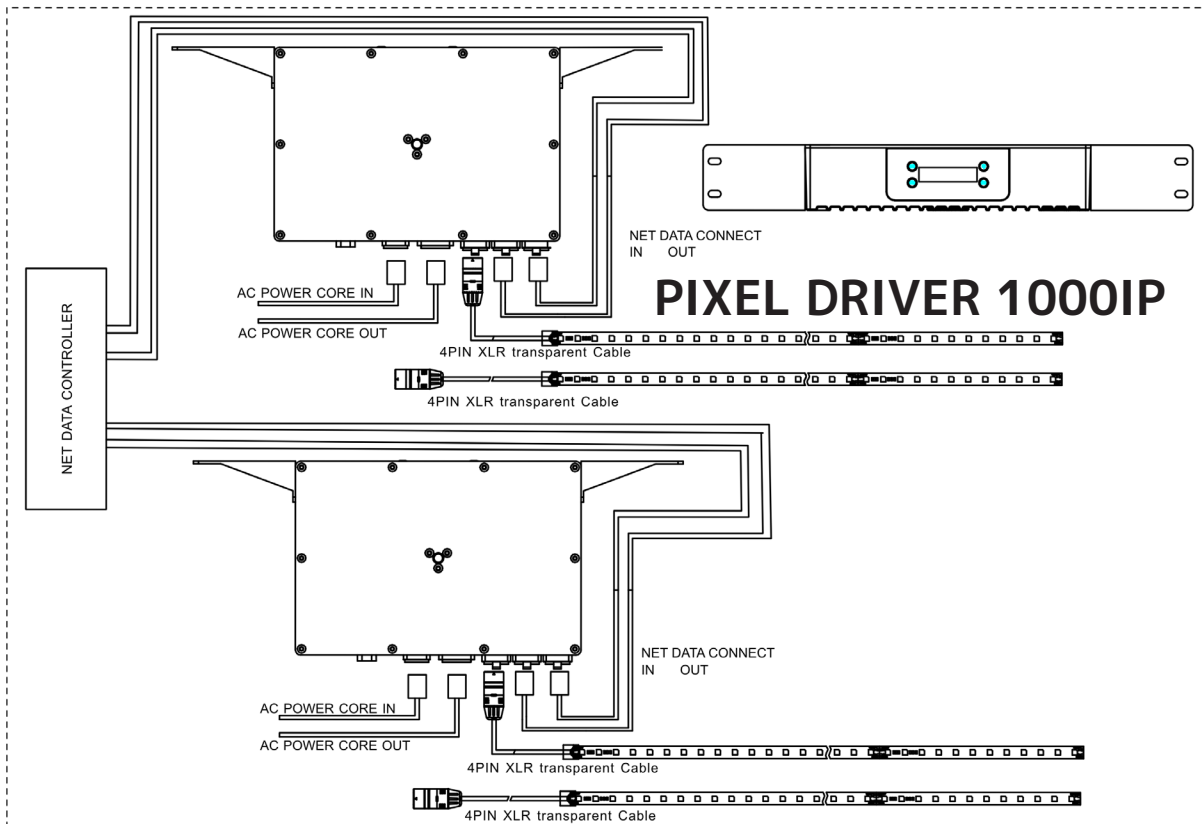 NET DATA CONNECT
IN OUT
AC POWER CORE IN
AC POWER CORE OUT
PIXEL DRIVER 1000IP
4PIN XLR transparent Cable
4PIN XLR transparent Cable
NET DATA CONTROLLER
NET DATA CONNECT
IN OUT
AC POWER CORE IN
AC POWER CORE OUT
4PIN XLR transparent Cable
4PIN XLR transparent Cable